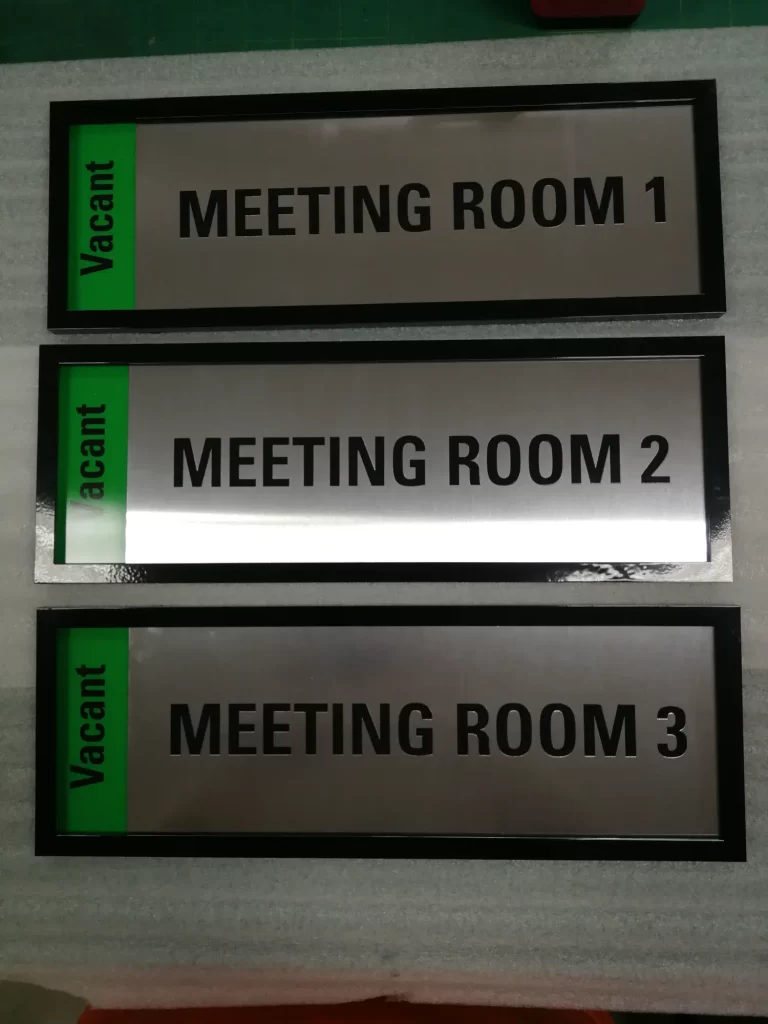 Vacant
MEETING ROOM 1
Vacant
MEETING ROOM 2
Vacant
MEETING ROOM 3